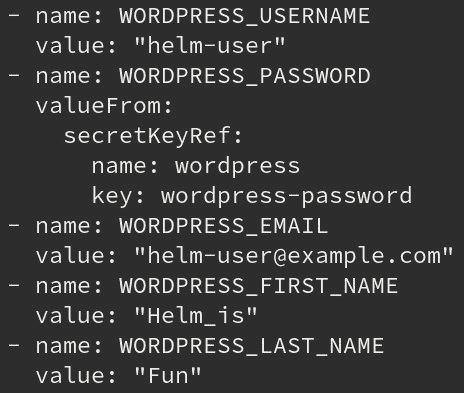 - name: WORDPRESS_USERNAME
  value: "helm-user"
- name: WORDPRESS_PASSWORD
  valueFrom:
    secretKeyRef:
      name: wordpress
      key: wordpress-password
- name: WORDPRESS_EMAIL
  value: "helm-user@example.com"
- name: WORDPRESS_FIRST_NAME
  value: "Helm_is"
- name: WORDPRESS_LAST_NAME
  value: "Fun"